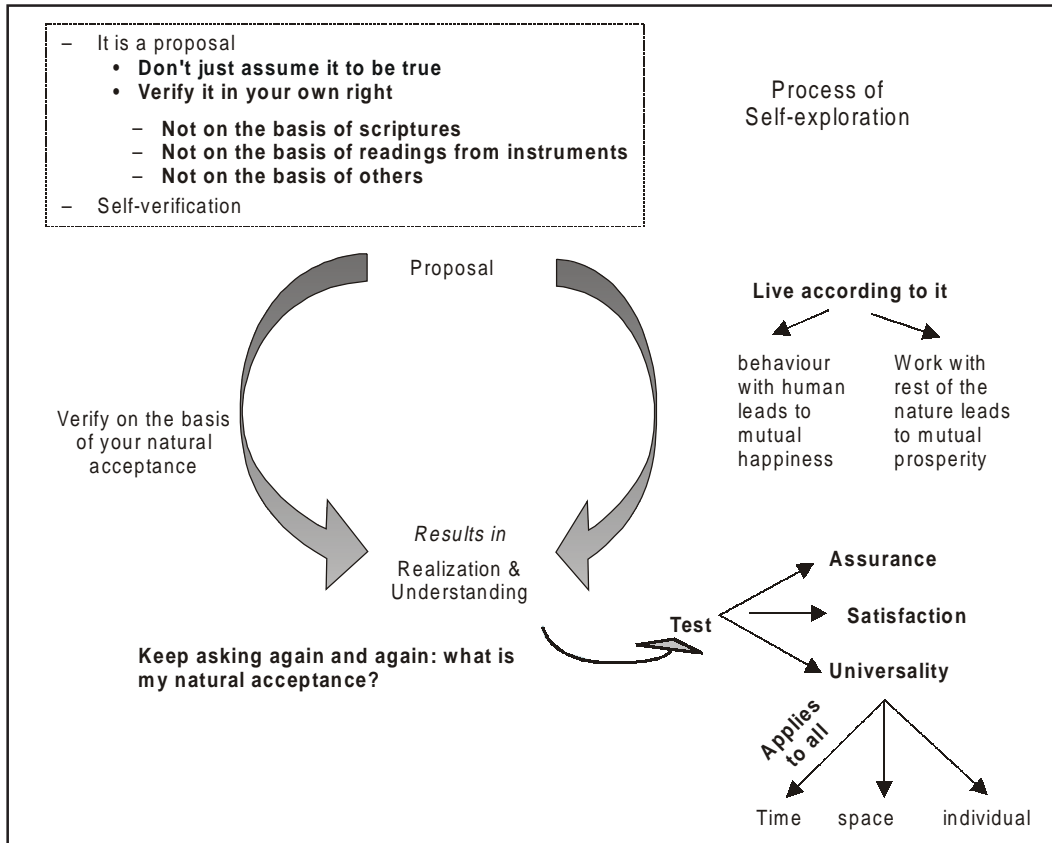 – It is a proposal
• Don't just assume it to be true
• Verify it in your own right
– Not on the basis of scriptures
– Not on the basis of readings from instruments
– Not on the basis of others
– Self-verification
Process of
Self-exploration
Proposal
Verify on the basis
of your natural
acceptance
Live according to it
behaviour
with human
leads to
mutual
happiness
Work with
rest of the
nature leads
to mutual
prosperity
Results in
Realization &
Understanding
Keep asking again and again: what is
my natural acceptance?
Test
Assurance
Satisfaction
Universality
Applies
to all
Time
space
individual